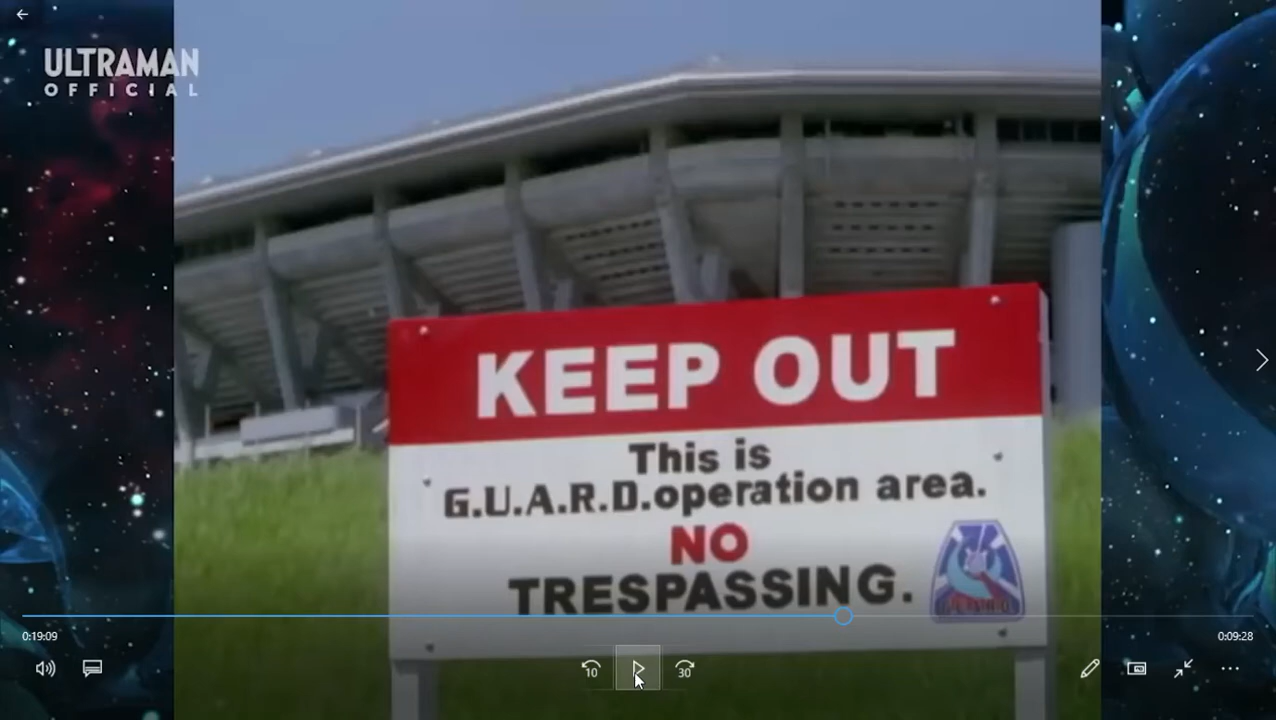 ULTRAMAN
OFFICIAL
KEEP OUT
This is
G.U.A.R.D.operation area.
NO
TRESPASSING.
G.U.A.R.D.
0:19:09
0:09:28
10
30